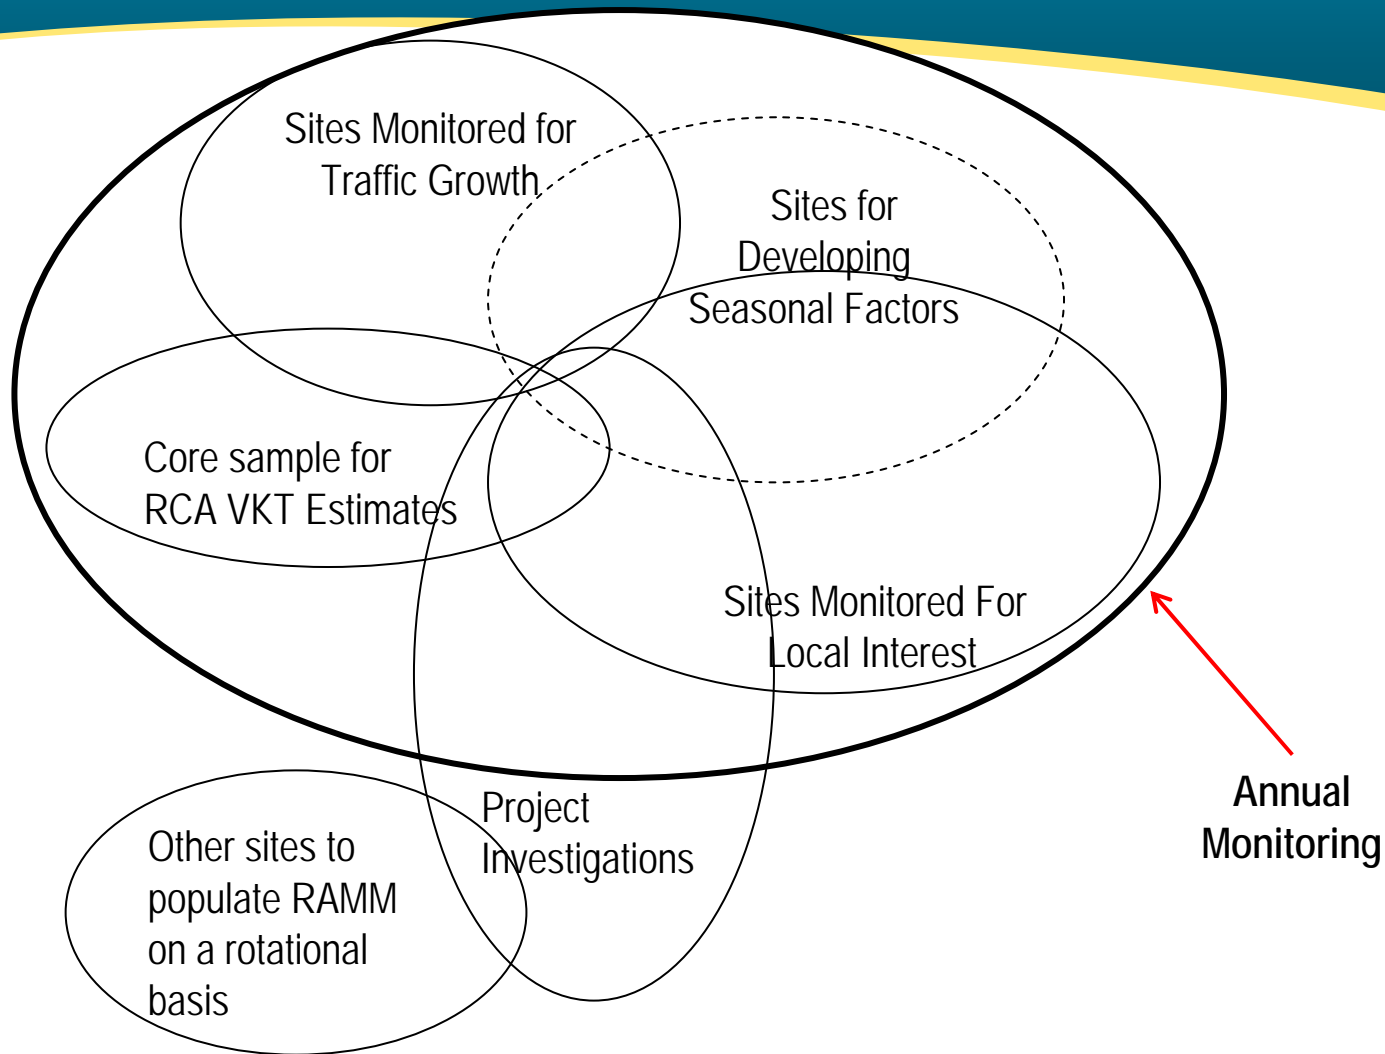 Sites Monitored for
Traffic Growth
Sites for
Developing
Seasonal Factors
Core sample for
RCA VKT Estimates
Sites Monitored For
Local Interest
Project
Investigations
Annual
Monitoring
Other sites to
populate RAMM
on a rotational
basis